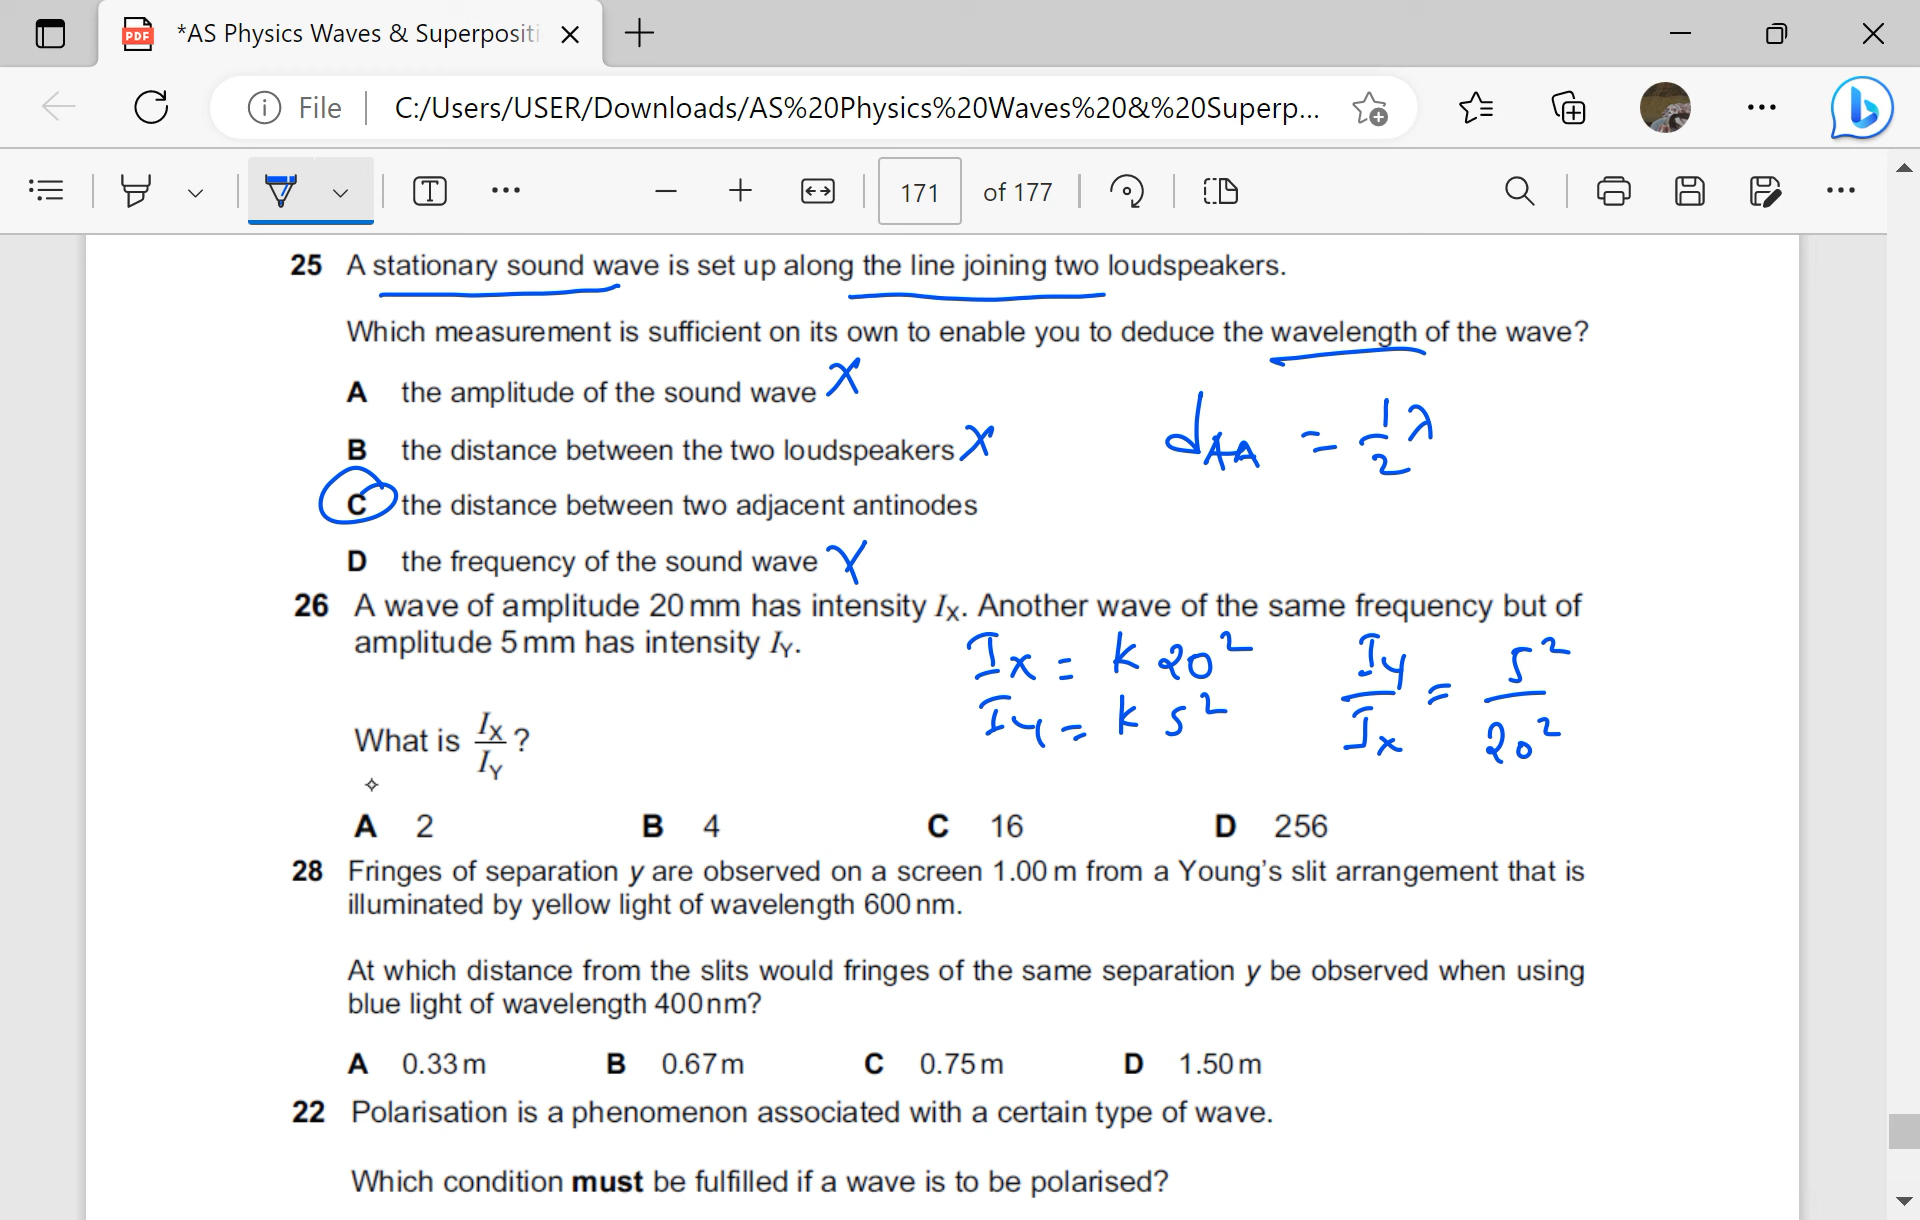 *AS Physics Waves & Superpositi
File
C:/Users/USER/Downloads/AS%20Physics%20Waves%20&%20Superp...
171 of 177
25 A stationary sound wave is set up along the line joining two loudspeakers.
Which measurement is sufficient on its own to enable you to deduce the wavelength of the wave?
A the amplitude of the sound wave X
B the distance between the two loudspeakers X
d_AA = 1/2 λ
C the distance between two adjacent antinodes
D the frequency of the sound wave X
26 A wave of amplitude 20 mm has intensity I_X. Another wave of the same frequency but of
amplitude 5 mm has intensity I_Y.
I_x = k 20²
I_y = k 5²
I_y/I_x = 5²/20²
What is I_X/I_Y?
A 2 B 4 C 16 D 256
28 Fringes of separation y are observed on a screen 1.00 m from a Young's slit arrangement that is
illuminated by yellow light of wavelength 600 nm.
At which distance from the slits would fringes of the same separation y be observed when using
blue light of wavelength 400 nm?
A 0.33 m B 0.67 m C 0.75 m D 1.50 m
22 Polarisation is a phenomenon associated with a certain type of wave.
Which condition must be fulfilled if a wave is to be polarised?